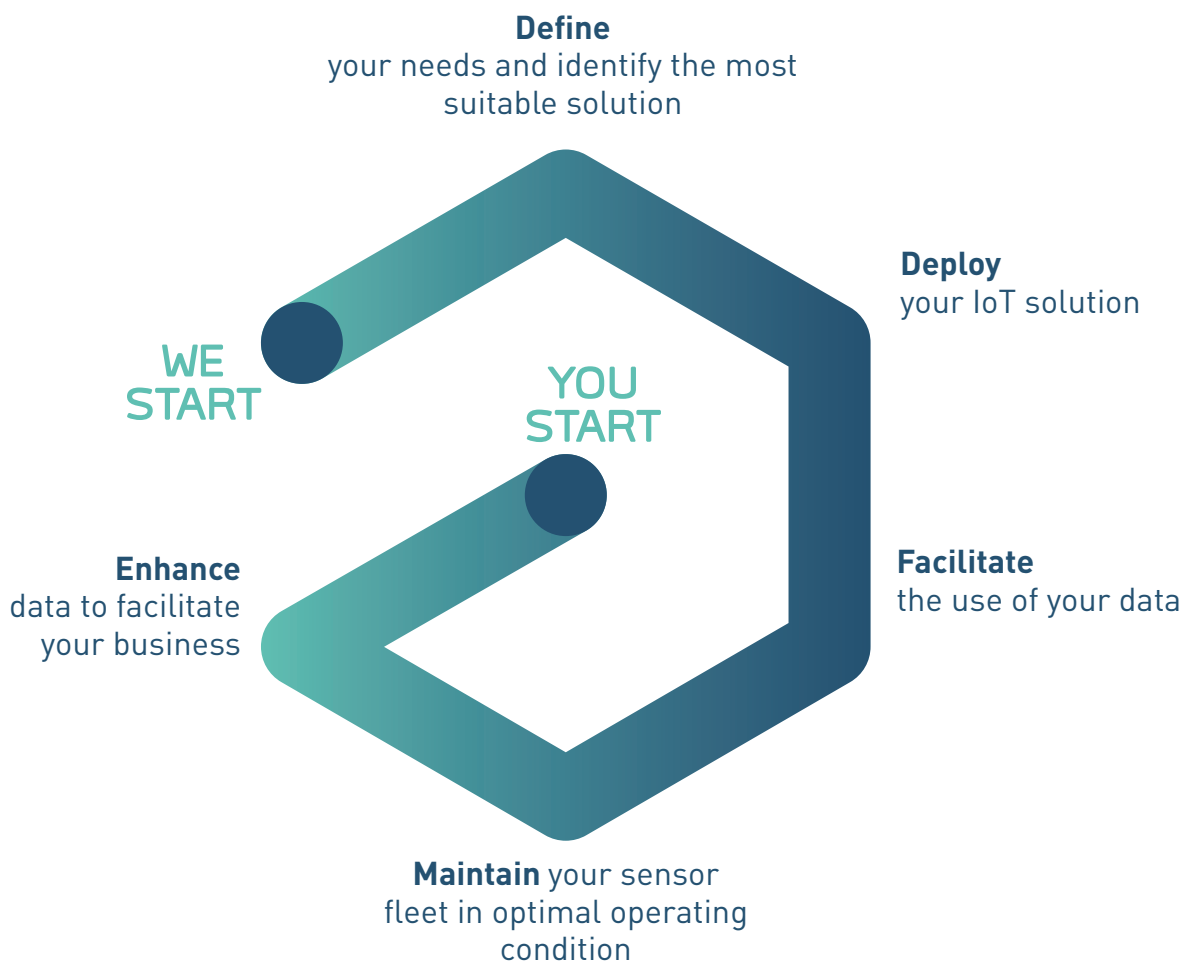 Define
your needs and identify the most
suitable solution
Deploy
your IoT solution
WE
START
YOU
START
Facilitate
the use of your data
Enhance
data to facilitate
your business
Maintain your sensor
fleet in optimal operating
condition